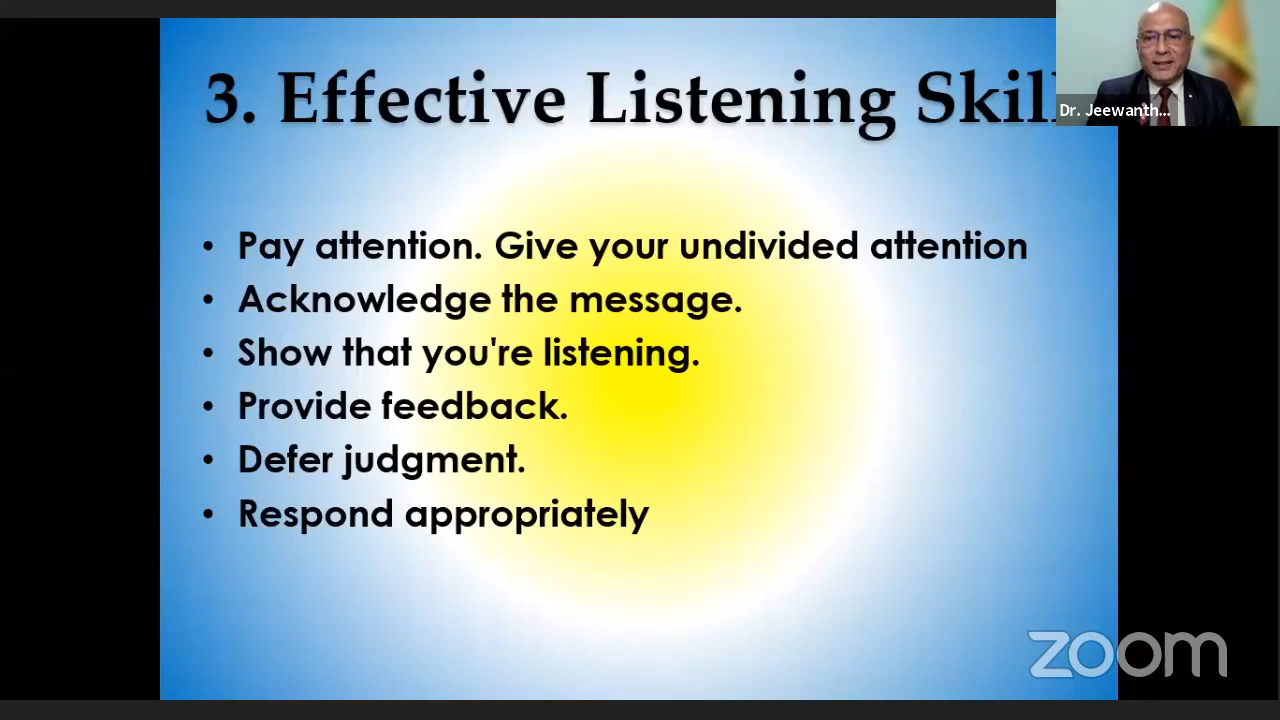 3. Effective Listening Skil
Dr. Jeewanth...
• Pay attention. Give your undivided attention
• Acknowledge the message.
• Show that you're listening.
• Provide feedback.
• Defer judgment.
• Respond appropriately
zoom